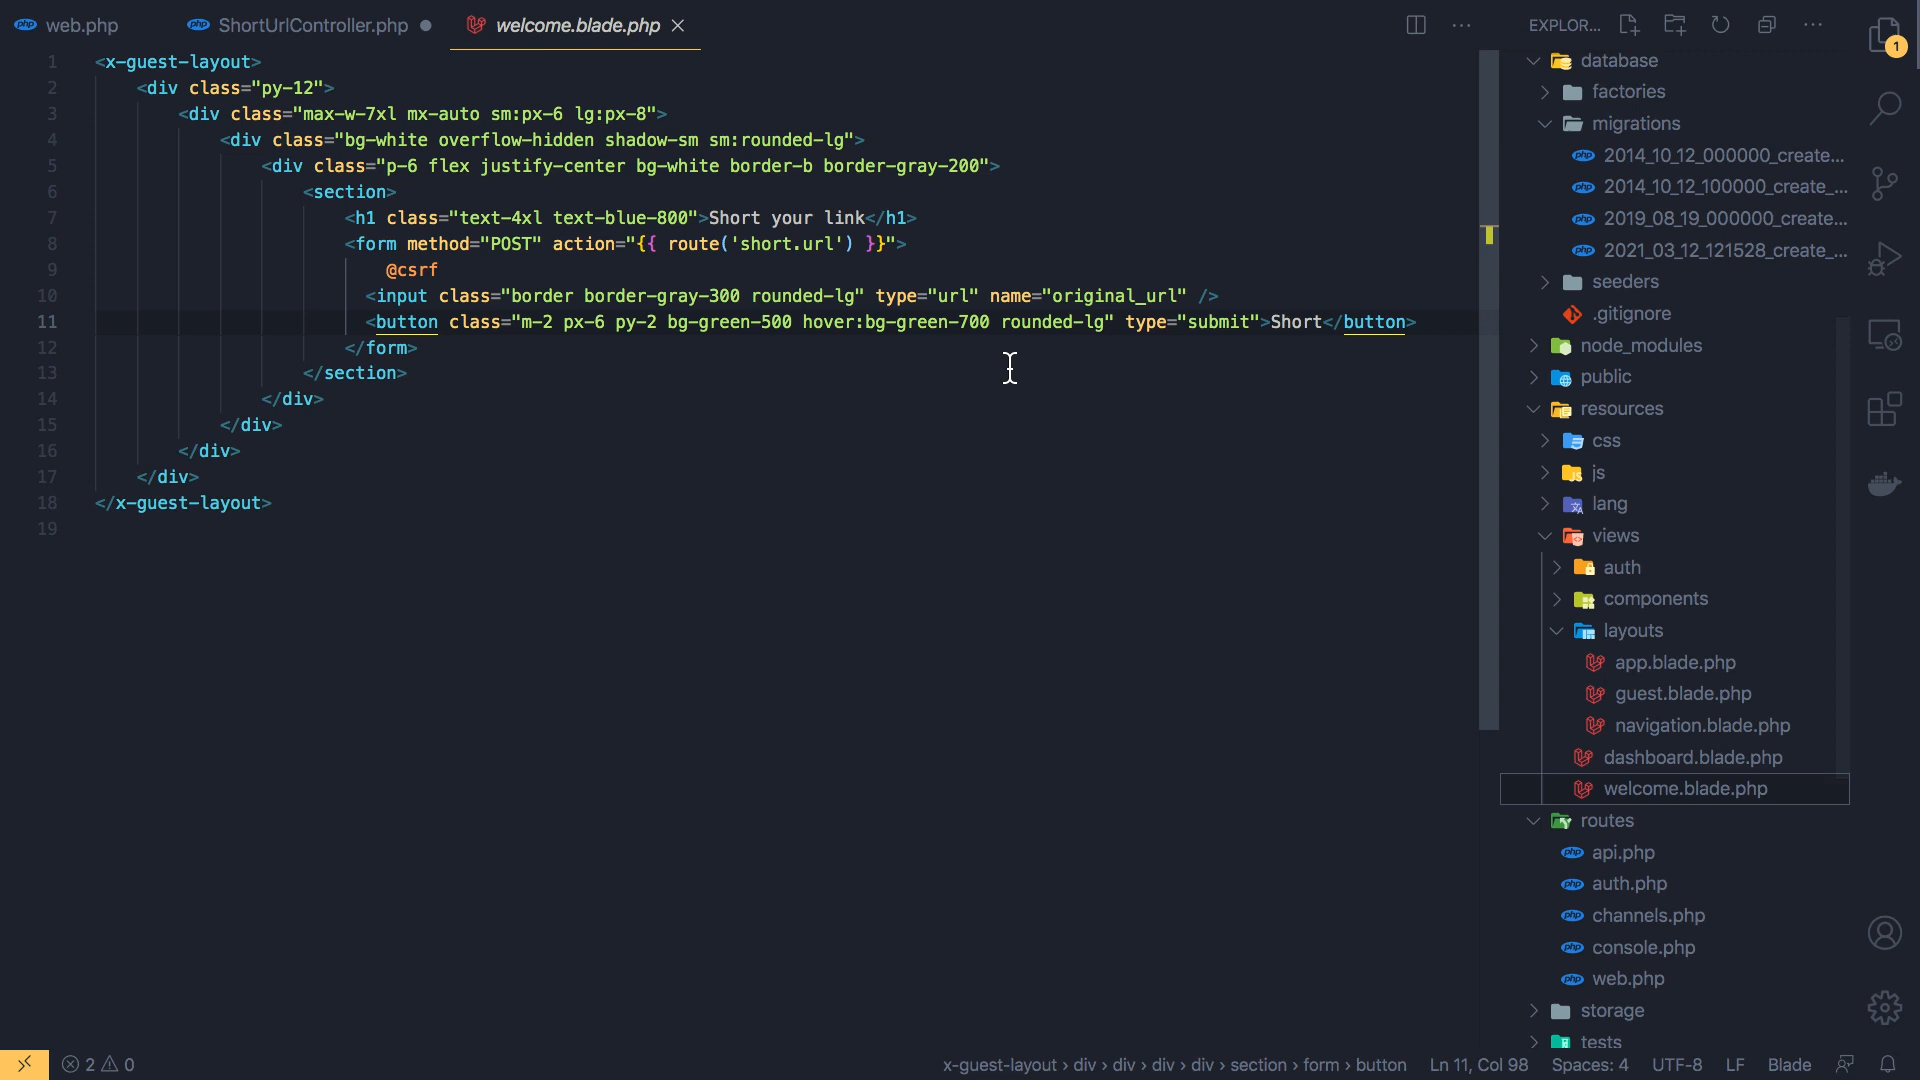 web.php
ShortUrlController.php
welcome.blade.php
EXPLOR...
1
1 <x-guest-layout>
2 <div class="py-12">
3 <div class="max-w-7xl mx-auto sm:px-6 lg:px-8">
4 <div class="bg-white overflow-hidden shadow-sm sm:rounded-lg">
5 <div class="p-6 flex justify-center bg-white border-b border-gray-200">
6 <section>
7 <h1 class="text-4xl text-blue-800">Short your link</h1>
8 <form method="POST" action="{{ route('short.url') }}">
9 @csrf
10 <input class="border border-gray-300 rounded-lg" type="url" name="original_url" />
11 <button class="m-2 px-6 py-2 bg-green-500 hover:bg-green-700 rounded-lg" type="submit">Short</button>
12 </form>
13 </section>
14 </div>
15 </div>
16 </div>
17 </div>
18 </x-guest-layout>
19
database
factories
migrations
php 2014_10_12_000000_create...
php 2014_10_12_100000_create_...
php 2019_08_19_000000_create...
php 2021_03_12_121528_create_...
seeders
.gitignore
node_modules
public
resources
css
js
lang
views
auth
components
layouts
app.blade.php
guest.blade.php
navigation.blade.php
dashboard.blade.php
welcome.blade.php
routes
php api.php
php auth.php
php channels.php
php console.php
php web.php
storage
tests
2 0
x-guest-layout › div › div › div › div › section › form › button
Ln 11, Col 98
Spaces: 4
UTF-8
LF
Blade